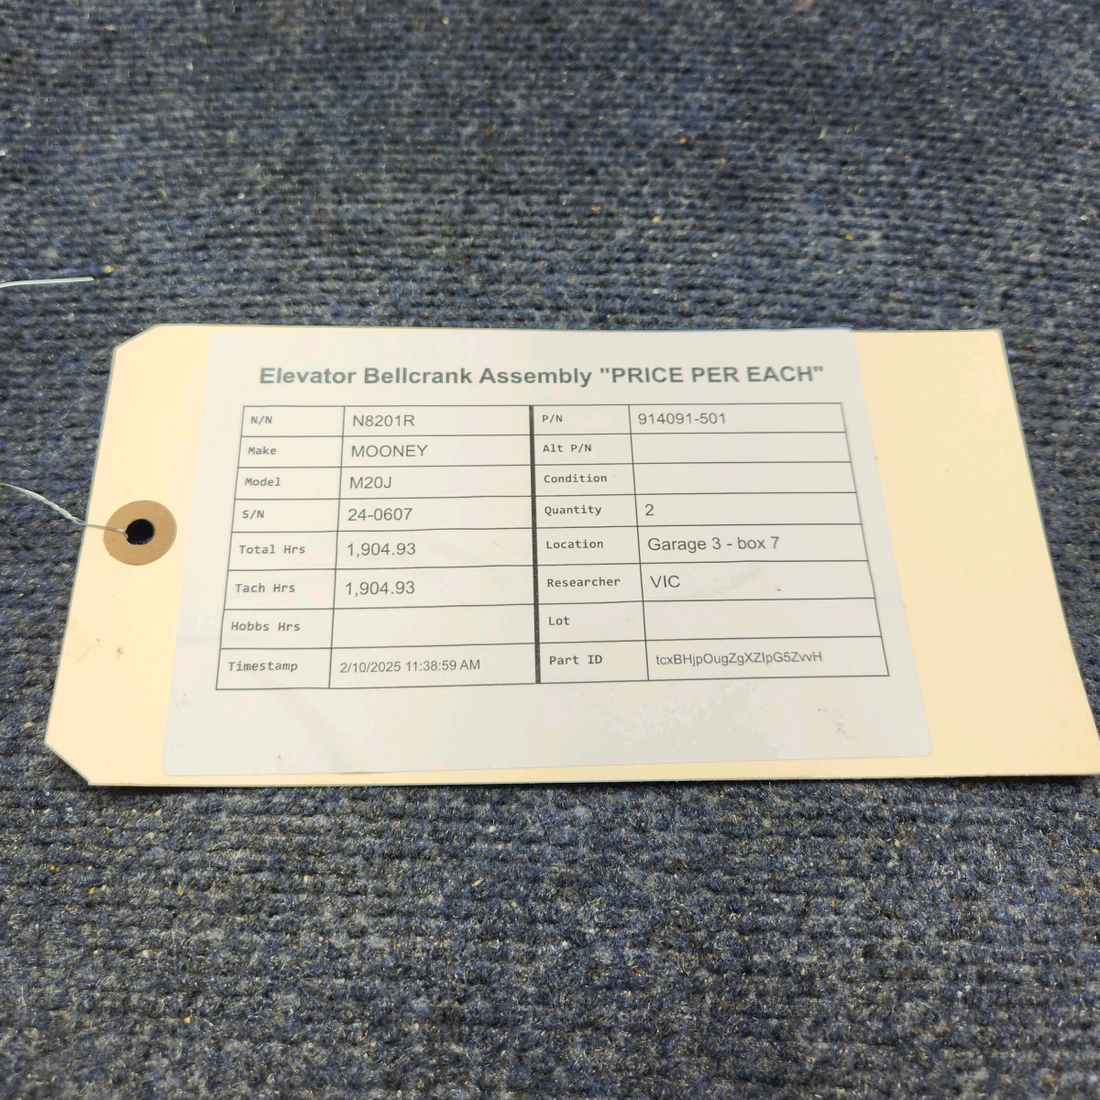 Elevator Bellcrank Assembly "PRICE PER EACH"
N/N N8201R P/N 914091-501
Make MOONEY Alt P/N
Model M20J Condition
S/N 24-0607 Quantity 2
Total Hrs 1,904.93 Location Garage 3 - box 7
Tach Hrs 1,904.93 Researcher VIC
Hobbs Hrs Lot
Timestamp 2/10/2025 11:38:59 AM Part ID